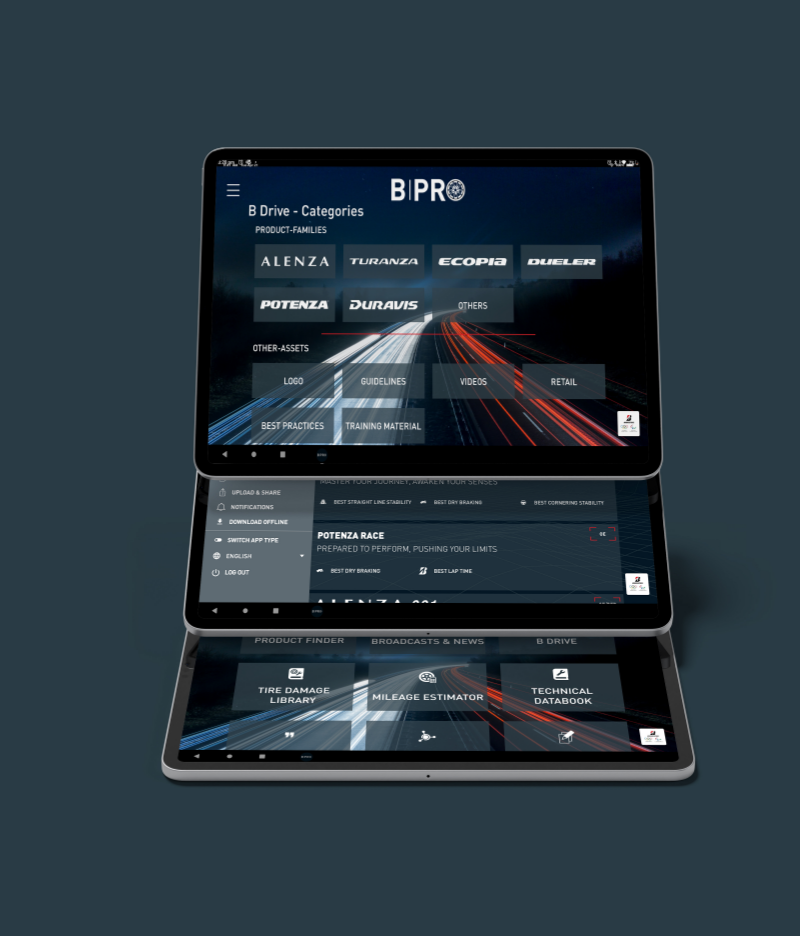 B|PRO
B Drive - Categories
PRODUCT-FAMILIES
ALENZA TURANZA ECOPIA DUELER
POTENZA DURAVIS OTHERS
OTHER-ASSETS
LOGO GUIDELINES VIDEOS RETAIL
BEST PRACTICES TRAINING MATERIAL
MASTER YOUR JOURNEY, AWAKEN YOUR SENSES
UPLOAD & SHARE
BEST STRAIGHT LINE STABILITY BEST DRY BRAKING BEST CORNERING STABILITY
NOTIFICATIONS
DOWNLOAD OFFLINE
POTENZA RACE
SWITCH APP TYPE
PREPARED TO PERFORM, PUSHING YOUR LIMITS
ENGLISH
BEST DRY BRAKING BEST LAP TIME
LOG OUT
ALENZA 001
PRODUCT FINDER BROADCASTS & NEWS B DRIVE
TIRE DAMAGE
LIBRARY
MILEAGE ESTIMATOR
TECHNICAL
DATABOOK